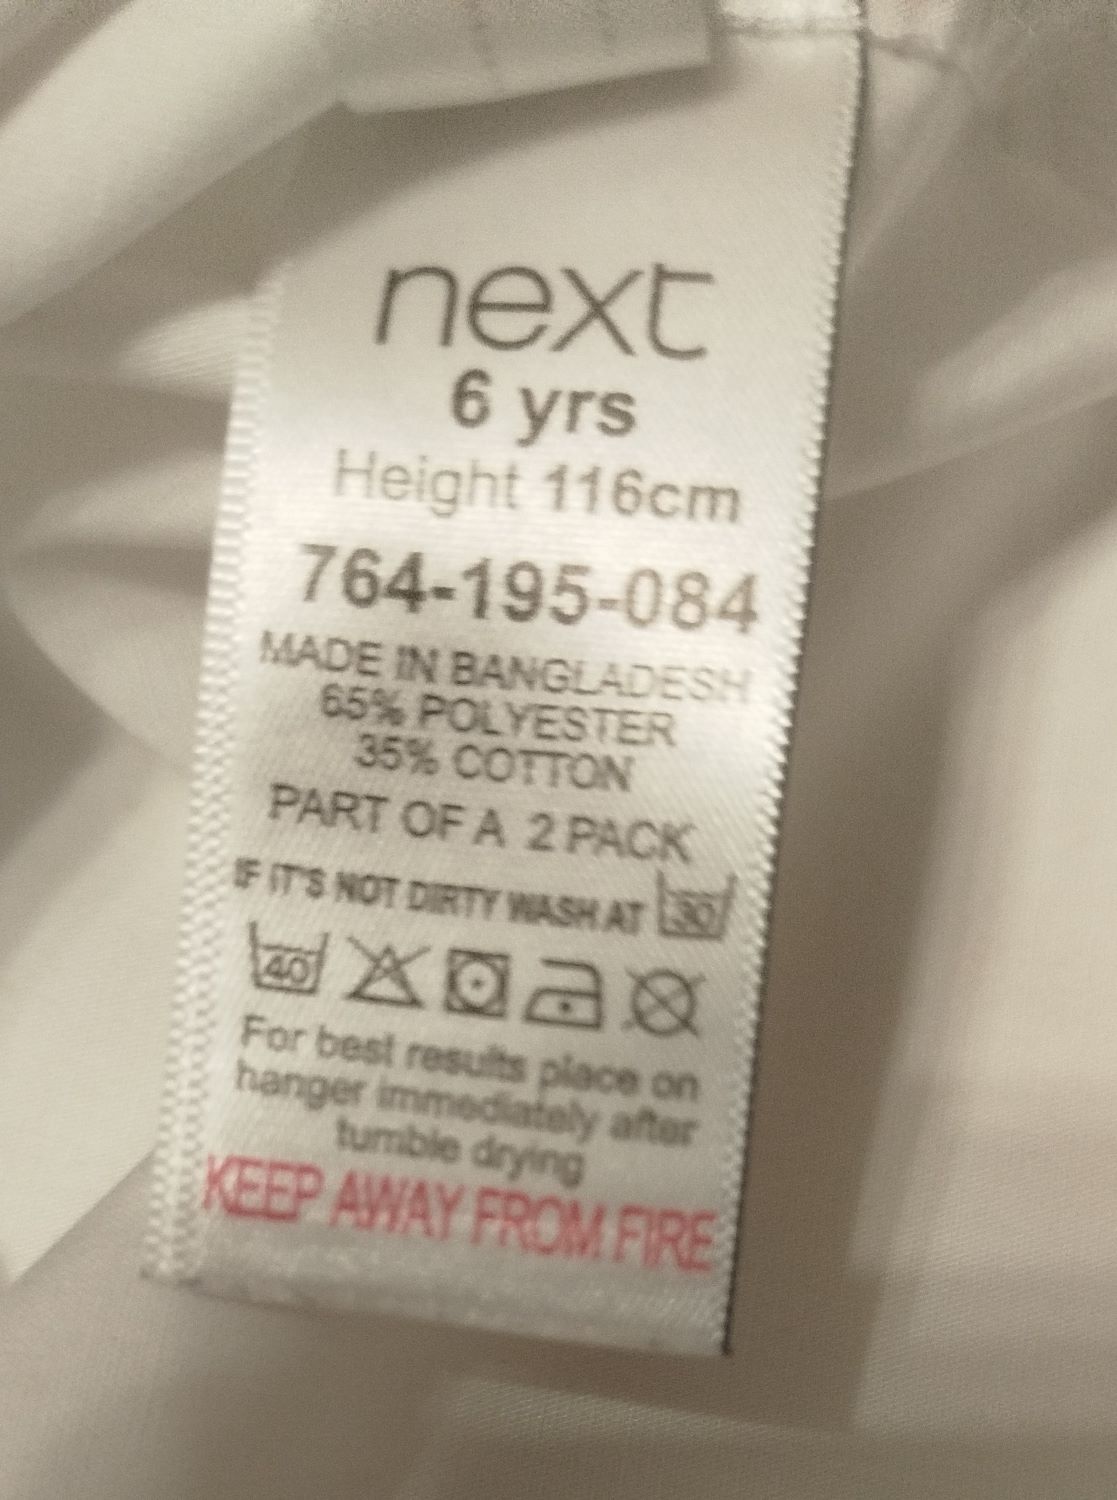 next
6 yrs
Height 116cm
764-195-084
MADE IN BANGLADESH
65% POLYESTER
35% COTTON
PART OF A 2 PACK
IF IT'S NOT DIRTY WASH AT 30
40
For best results place on
hanger immediately after
tumble drying
KEEP AWAY FROM FIRE